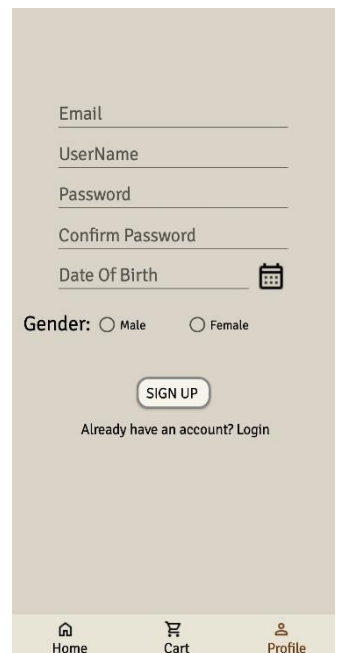 Email
UserName
Password
Confirm Password
Date Of Birth
Gender: Male Female
SIGN UP
Already have an account? Login
Home Cart Profile